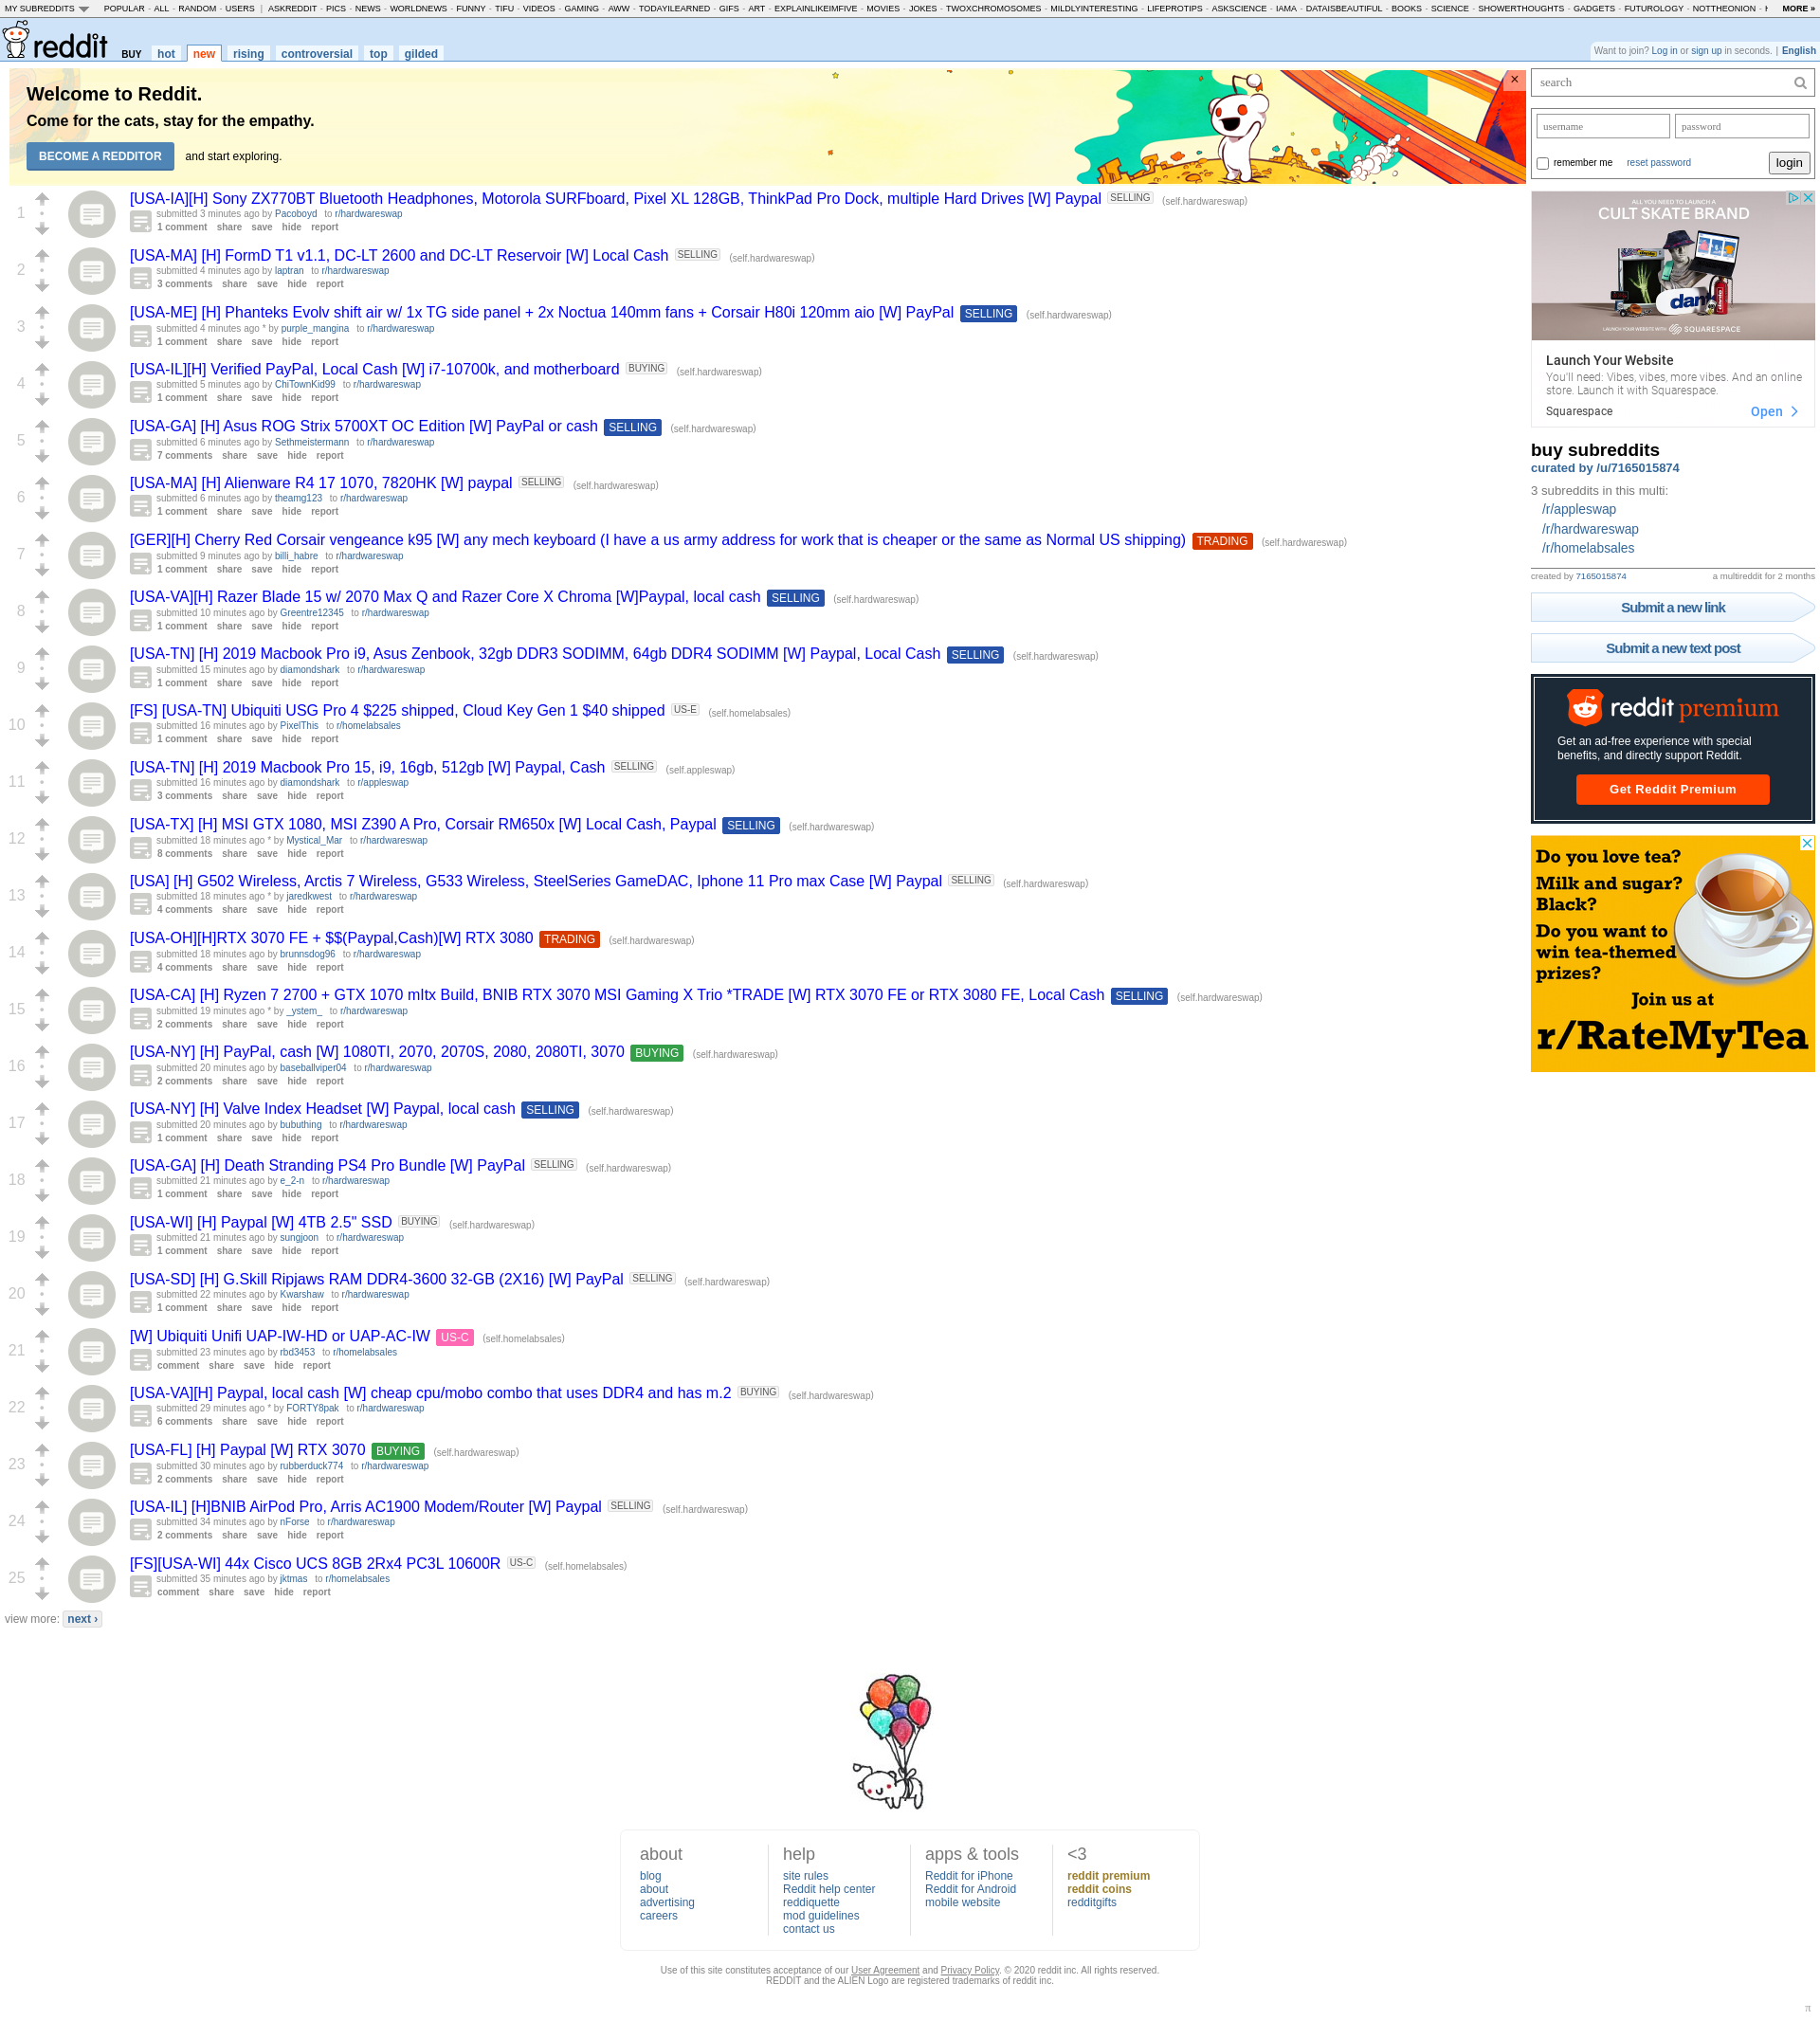 MY SUBREDDITS POPULAR - ALL - RANDOM - USERS | ASKREDDIT - PICS - NEWS - WORLDNEWS - FUNNY - TIFU - VIDEOS - GAMING - AWW - TODAYILEARNED - GIFS - ART - EXPLAINLIKEIMFIVE - MOVIES - JOKES - TWOXCHROMOSOMES - MILDLYINTERESTING - LIFEPROTIPS - ASKSCIENCE - IAMA - DATAISBEAUTIFUL - BOOKS - SCIENCE - SHOWERTHOUGHTS - GADGETS - FUTUROLOGY - NOTTHEONION - MORE »
reddit BUY hot new rising controversial top gilded
Want to join? Log in or sign up in seconds. | English
Welcome to Reddit.
Come for the cats, stay for the empathy.
BECOME A REDDITOR and start exploring.
1 [USA-IA][H] Sony ZX770BT Bluetooth Headphones, Motorola SURFboard, Pixel XL 128GB, ThinkPad Pro Dock, multiple Hard Drives [W] Paypal SELLING (self.hardwareswap)
submitted 3 minutes ago by Pacoboyd to r/hardwareswap
1 comment share save hide report
2 [USA-MA] [H] FormD T1 v1.1, DC-LT 2600 and DC-LT Reservoir [W] Local Cash SELLING (self.hardwareswap)
submitted 4 minutes ago by laptran to r/hardwareswap
3 comments share save hide report
3 [USA-ME] [H] Phanteks Evolv shift air w/ 1x TG side panel + 2x Noctua 140mm fans + Corsair H80i 120mm aio [W] PayPal SELLING (self.hardwareswap)
submitted 4 minutes ago * by purple_mangina to r/hardwareswap
1 comment share save hide report
4 [USA-IL][H] Verified PayPal, Local Cash [W] i7-10700k, and motherboard BUYING (self.hardwareswap)
submitted 5 minutes ago by ChiTownKid99 to r/hardwareswap
1 comment share save hide report
5 [USA-GA] [H] Asus ROG Strix 5700XT OC Edition [W] PayPal or cash SELLING (self.hardwareswap)
submitted 6 minutes ago by Sethmeistermann to r/hardwareswap
7 comments share save hide report
6 [USA-MA] [H] Alienware R4 17 1070, 7820HK [W] paypal SELLING (self.hardwareswap)
submitted 6 minutes ago by theamg123 to r/hardwareswap
1 comment share save hide report
7 [GER][H] Cherry Red Corsair vengeance k95 [W] any mech keyboard (I have a us army address for work that is cheaper or the same as Normal US shipping) TRADING (self.hardwareswap)
submitted 9 minutes ago by billi_habre to r/hardwareswap
1 comment share save hide report
8 [USA-VA][H] Razer Blade 15 w/ 2070 Max Q and Razer Core X Chroma [W]Paypal, local cash SELLING (self.hardwareswap)
submitted 10 minutes ago by Greentre12345 to r/hardwareswap
1 comment share save hide report
9 [USA-TN] [H] 2019 Macbook Pro i9, Asus Zenbook, 32gb DDR3 SODIMM, 64gb DDR4 SODIMM [W] Paypal, Local Cash SELLING (self.hardwareswap)
submitted 15 minutes ago by diamondshark to r/hardwareswap
1 comment share save hide report
10 [FS] [USA-TN] Ubiquiti USG Pro 4 $225 shipped, Cloud Key Gen 1 $40 shipped US-E (self.homelabsales)
submitted 16 minutes ago by PixelThis to r/homelabsales
1 comment share save hide report
11 [USA-TN] [H] 2019 Macbook Pro 15, i9, 16gb, 512gb [W] Paypal, Cash SELLING (self.appleswap)
submitted 16 minutes ago by diamondshark to r/appleswap
3 comments share save hide report
12 [USA-TX] [H] MSI GTX 1080, MSI Z390 A Pro, Corsair RM650x [W] Local Cash, Paypal SELLING (self.hardwareswap)
submitted 18 minutes ago * by Mystical_Mar to r/hardwareswap
8 comments share save hide report
13 [USA] [H] G502 Wireless, Arctis 7 Wireless, G533 Wireless, SteelSeries GameDAC, Iphone 11 Pro max Case [W] Paypal SELLING (self.hardwareswap)
submitted 18 minutes ago * by jaredkwest to r/hardwareswap
4 comments share save hide report
14 [USA-OH][H]RTX 3070 FE + $$(Paypal,Cash)[W] RTX 3080 TRADING (self.hardwareswap)
submitted 18 minutes ago by brunnsdog96 to r/hardwareswap
4 comments share save hide report
15 [USA-CA] [H] Ryzen 7 2700 + GTX 1070 mItx Build, BNIB RTX 3070 MSI Gaming X Trio *TRADE [W] RTX 3070 FE or RTX 3080 FE, Local Cash SELLING (self.hardwareswap)
submitted 19 minutes ago * by _ystem_ to r/hardwareswap
2 comments share save hide report
16 [USA-NY] [H] PayPal, cash [W] 1080TI, 2070, 2070S, 2080, 2080TI, 3070 BUYING (self.hardwareswap)
submitted 20 minutes ago by baseballviper04 to r/hardwareswap
2 comments share save hide report
17 [USA-NY] [H] Valve Index Headset [W] Paypal, local cash SELLING (self.hardwareswap)
submitted 20 minutes ago by bubuthing to r/hardwareswap
1 comment share save hide report
18 [USA-GA] [H] Death Stranding PS4 Pro Bundle [W] PayPal SELLING (self.hardwareswap)
submitted 21 minutes ago by e_2-n to r/hardwareswap
1 comment share save hide report
19 [USA-WI] [H] Paypal [W] 4TB 2.5" SSD BUYING (self.hardwareswap)
submitted 21 minutes ago by sungjoon to r/hardwareswap
1 comment share save hide report
20 [USA-SD] [H] G.Skill Ripjaws RAM DDR4-3600 32-GB (2X16) [W] PayPal SELLING (self.hardwareswap)
submitted 22 minutes ago by Kwarshaw to r/hardwareswap
1 comment share save hide report
21 [W] Ubiquiti Unifi UAP-IW-HD or UAP-AC-IW US-C (self.homelabsales)
submitted 23 minutes ago by rbd3453 to r/homelabsales
comment share save hide report
22 [USA-VA][H] Paypal, local cash [W] cheap cpu/mobo combo that uses DDR4 and has m.2 BUYING (self.hardwareswap)
submitted 29 minutes ago * by FORTY8pak to r/hardwareswap
6 comments share save hide report
23 [USA-FL] [H] Paypal [W] RTX 3070 BUYING (self.hardwareswap)
submitted 30 minutes ago by rubberduck774 to r/hardwareswap
2 comments share save hide report
24 [USA-IL] [H]BNIB AirPod Pro, Arris AC1900 Modem/Router [W] Paypal SELLING (self.hardwareswap)
submitted 34 minutes ago by nForse to r/hardwareswap
2 comments share save hide report
25 [FS][USA-WI] 44x Cisco UCS 8GB 2Rx4 PC3L 10600R US-C (self.homelabsales)
submitted 35 minutes ago by jktmas to r/homelabsales
comment share save hide report
view more: next ›
search
username password
remember me reset password login
ALL YOU NEED TO LAUNCH A
CULT SKATE BRAND
dam
LAUNCH YOUR WEBSITE WITH SQUARESPACE
Launch Your Website
You'll need: Vibes, vibes, more vibes. And an online
store. Launch it with Squarespace.
Squarespace Open
buy subreddits
curated by /u/7165015874
3 subreddits in this multi:
/r/appleswap
/r/hardwareswap
/r/homelabsales
created by 7165015874 a multireddit for 2 months
Submit a new link
Submit a new text post
reddit premium
Get an ad-free experience with special
benefits, and directly support Reddit.
Get Reddit Premium
Do you love tea?
Milk and sugar?
Black?
Do you want to
win tea-themed
prizes?
Join us at
r/RateMyTea
about
blog
about
advertising
careers
help
site rules
Reddit help center
reddiquette
mod guidelines
contact us
apps & tools
Reddit for iPhone
Reddit for Android
mobile website
<3
reddit premium
reddit coins
redditgifts
Use of this site constitutes acceptance of our User Agreement and Privacy Policy. © 2020 reddit inc. All rights reserved.
REDDIT and the ALIEN Logo are registered trademarks of reddit inc.
π